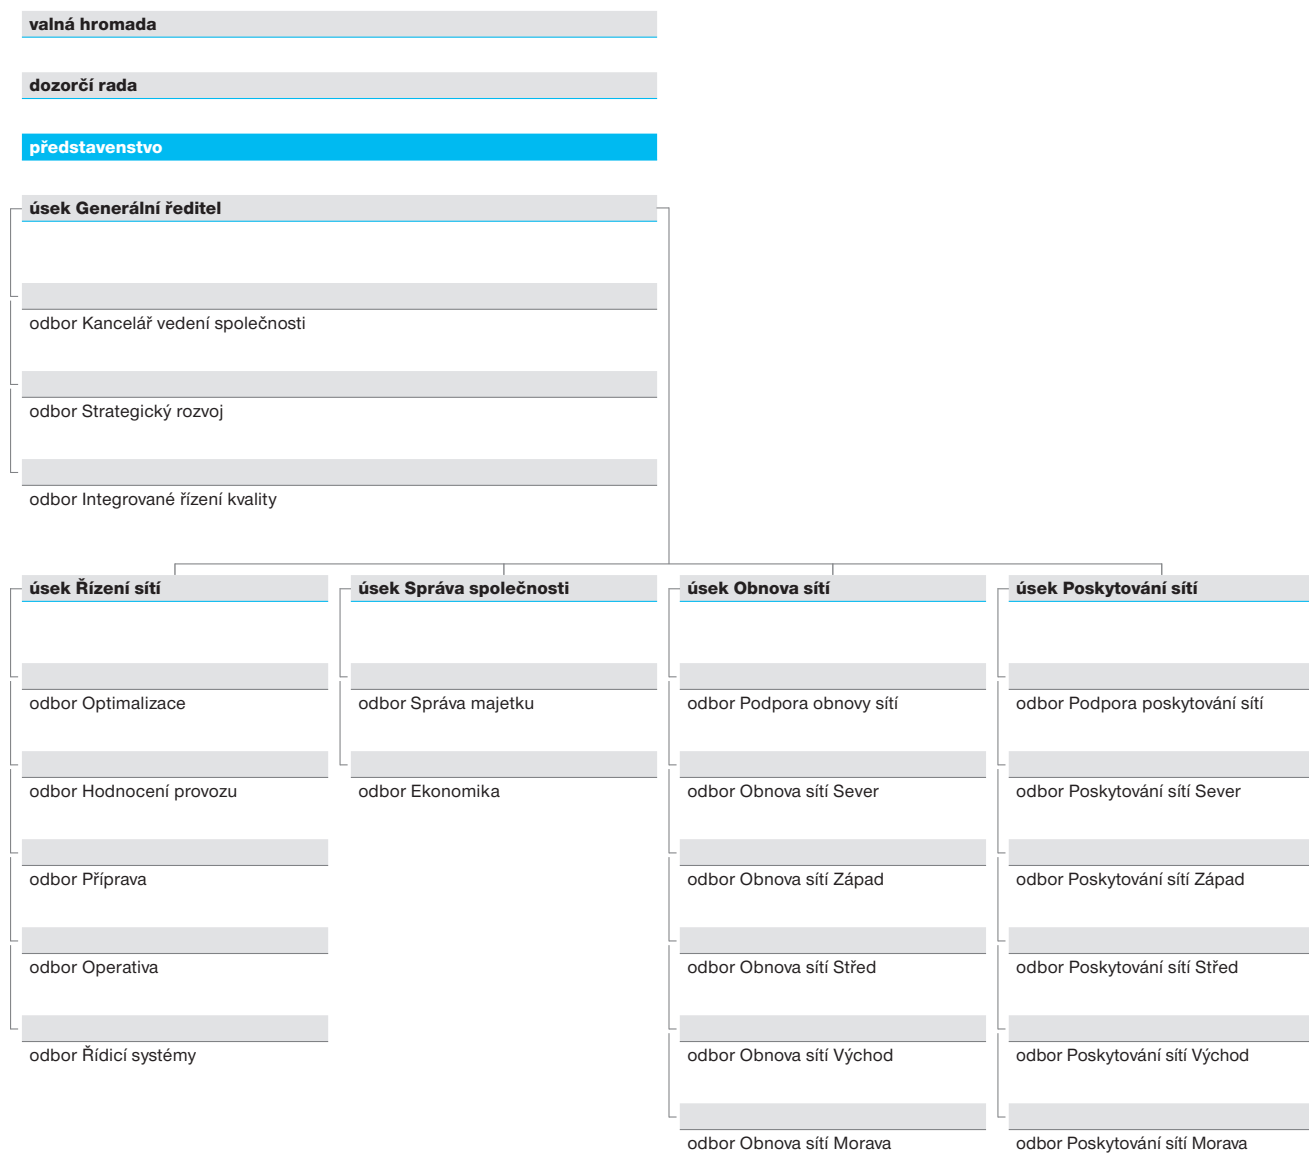 valná hromada
dozorčí rada
představenstvo
úsek Generální ředitel
odbor Kancelář vedení společnosti
odbor Strategický rozvoj
odbor Integrované řízení kvality
úsek Řízení sítí
odbor Optimalizace
odbor Hodnocení provozu
odbor Příprava
odbor Operativa
odbor Řídicí systémy
úsek Správa společnosti
odbor Správa majetku
odbor Ekonomika
úsek Obnova sítí
odbor Podpora obnovy sítí
odbor Obnova sítí Sever
odbor Obnova sítí Západ
odbor Obnova sítí Střed
odbor Obnova sítí Východ
odbor Obnova sítí Morava
úsek Poskytování sítí
odbor Podpora poskytování sítí
odbor Poskytování sítí Sever
odbor Poskytování sítí Západ
odbor Poskytování sítí Střed
odbor Poskytování sítí Východ
odbor Poskytování sítí Morava